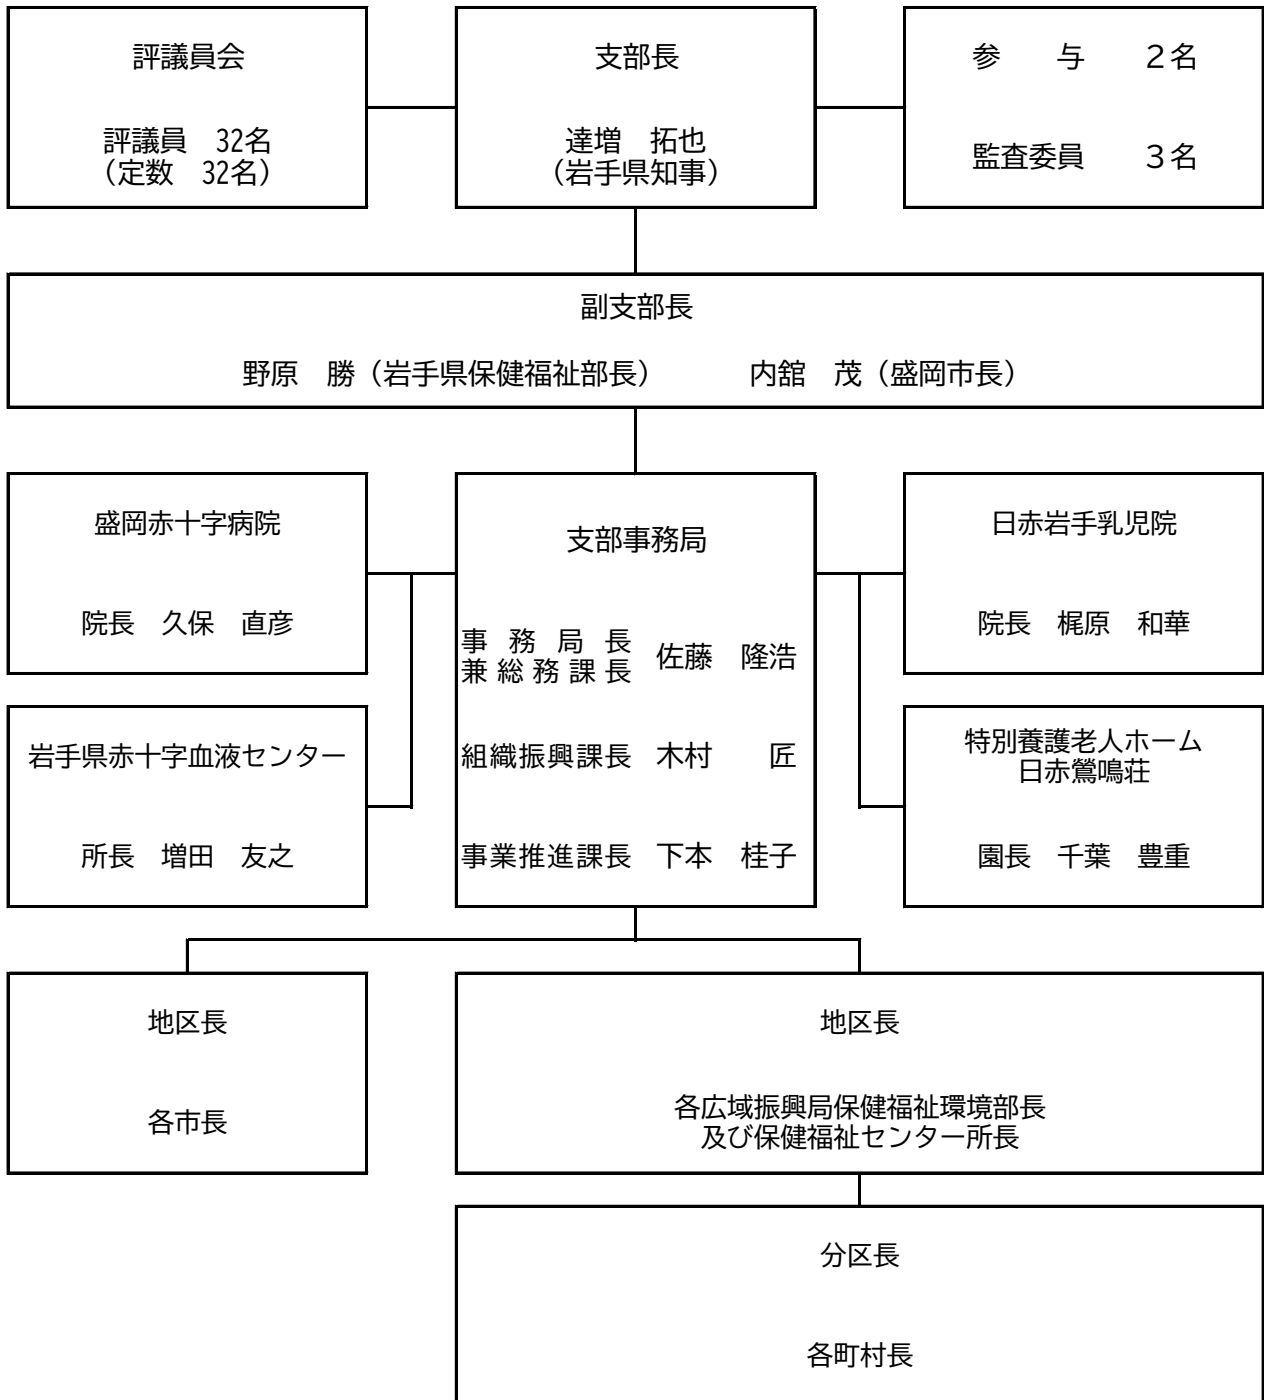 評議員会
評議員　32名
（定数　32名）
支部長
達増　拓也
（岩手県知事）
参　　与　　２名
監査委員　　３名
副支部長
野原　勝（岩手県保健福祉部長）　　　内舘　茂（盛岡市長）
盛岡赤十字病院
院長　久保　直彦
支部事務局
事務局長
兼総務課長　佐藤　隆浩
組織振興課長　木村　　匠
事業推進課長　下本　桂子
日赤岩手乳児院
院長　梶原　和華
岩手県赤十字血液センター
所長　増田　友之
特別養護老人ホーム
日赤鶯鳴荘
園長　千葉　豊重
地区長
各市長
地区長
各広域振興局保健福祉環境部長
及び保健福祉センター所長
分区長
各町村長